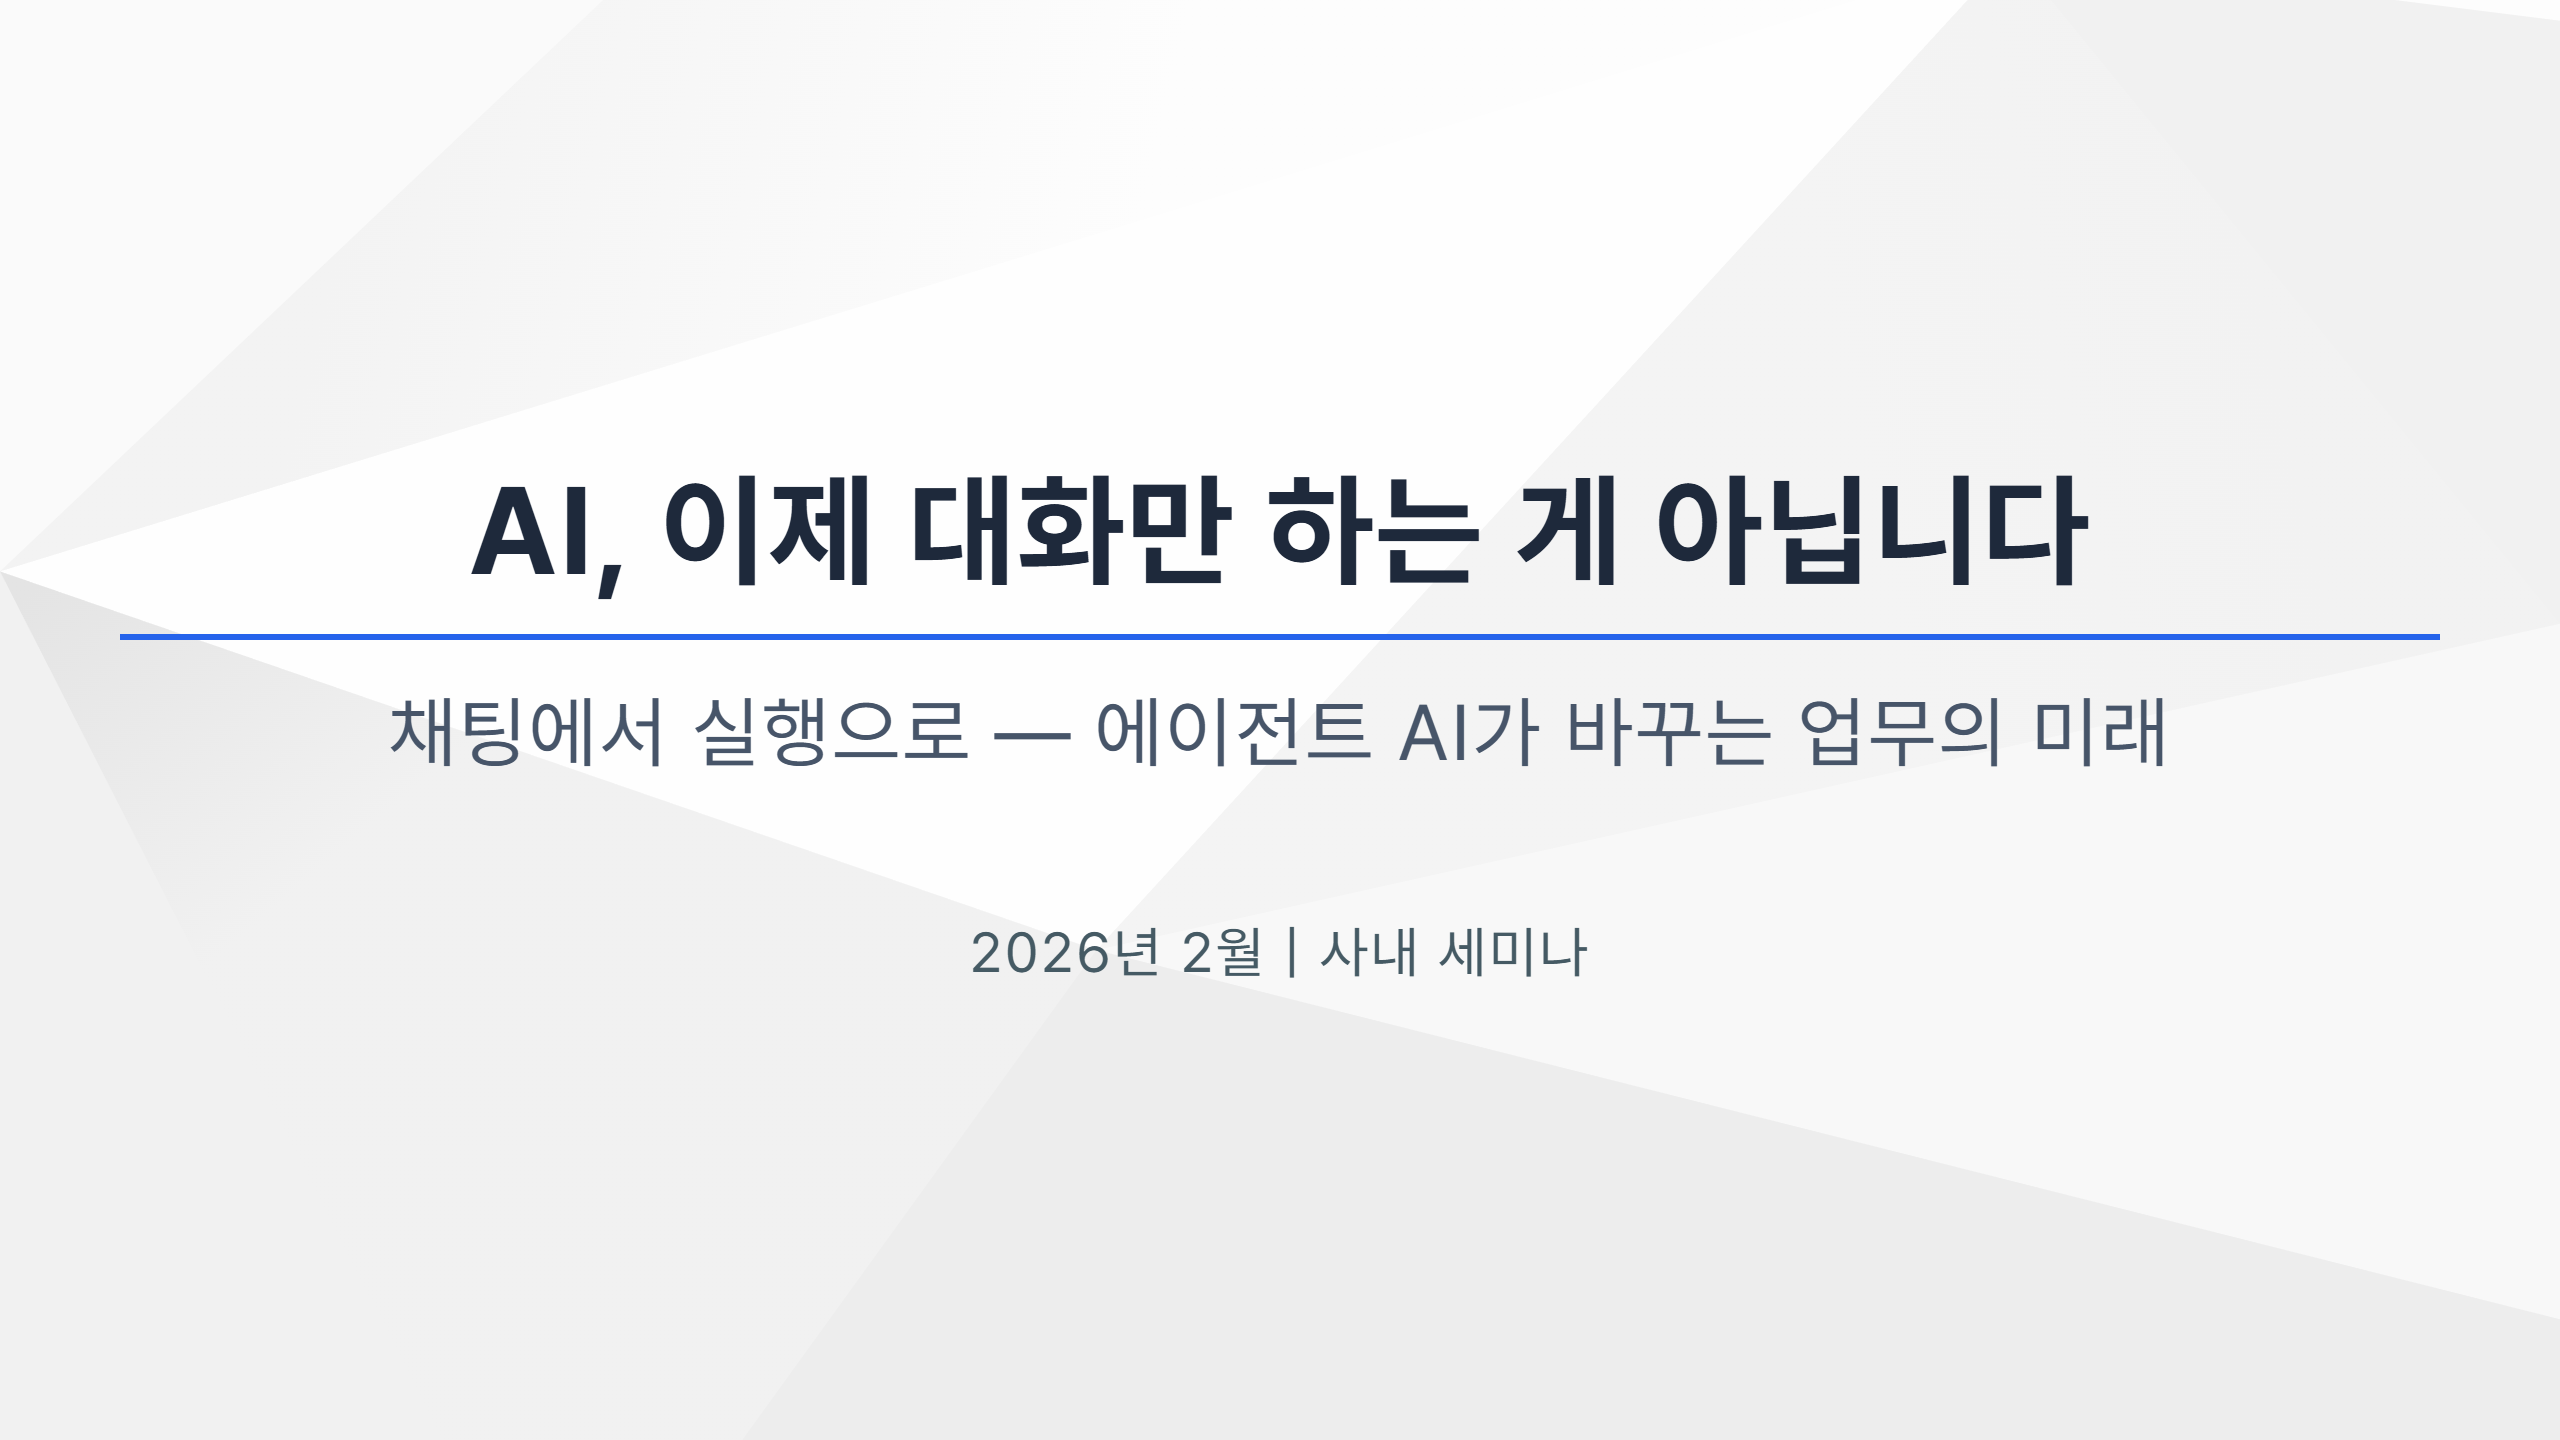 AI, 이제 대화만 하는 게 아닙니다
채팅에서 실행으로 — 에이전트 AI가 바꾸는 업무의 미래
2026년 2월 | 사내 세미나